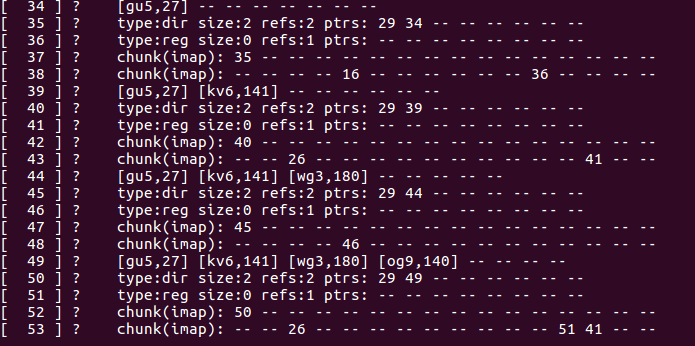 [  34 ] ?    [gu5,27] -- -- -- -- -- -- --
[  35 ] ?    type:dir size:2 refs:2 ptrs: 29 34 -- -- -- -- -- --
[  36 ] ?    type:reg size:0 refs:1 ptrs: -- -- -- -- -- -- -- --
[  37 ] ?    chunk(imap): 35 -- -- -- -- -- -- -- -- -- -- -- -- -- -- --
[  38 ] ?    chunk(imap): -- -- -- -- 16 -- -- -- -- -- -- 36 -- -- -- --
[  39 ] ?    [gu5,27] [kv6,141] -- -- -- -- -- --
[  40 ] ?    type:dir size:2 refs:2 ptrs: 29 39 -- -- -- -- -- --
[  41 ] ?    type:reg size:0 refs:1 ptrs: -- -- -- -- -- -- -- --
[  42 ] ?    chunk(imap): 40 -- -- -- -- -- -- -- -- -- -- -- -- -- -- --
[  43 ] ?    chunk(imap): -- -- 26 -- -- -- -- -- -- -- -- -- -- 41 -- --
[  44 ] ?    [gu5,27] [kv6,141] [wg3,180] -- -- -- -- --
[  45 ] ?    type:dir size:2 refs:2 ptrs: 29 44 -- -- -- -- -- --
[  46 ] ?    type:reg size:0 refs:1 ptrs: -- -- -- -- -- -- -- --
[  47 ] ?    chunk(imap): 45 -- -- -- -- -- -- -- -- -- -- -- -- -- -- --
[  48 ] ?    chunk(imap): -- -- -- -- 46 -- -- -- -- -- -- -- -- -- -- --
[  49 ] ?    [gu5,27] [kv6,141] [wg3,180] [og9,140] -- -- -- --
[  50 ] ?    type:dir size:2 refs:2 ptrs: 29 49 -- -- -- -- -- --
[  51 ] ?    type:reg size:0 refs:1 ptrs: -- -- -- -- -- -- -- --
[  52 ] ?    chunk(imap): 50 -- -- -- -- -- -- -- -- -- -- -- -- -- -- --
[  53 ] ?    chunk(imap): -- -- 26 -- -- -- -- -- -- -- -- -- 51 41 -- --